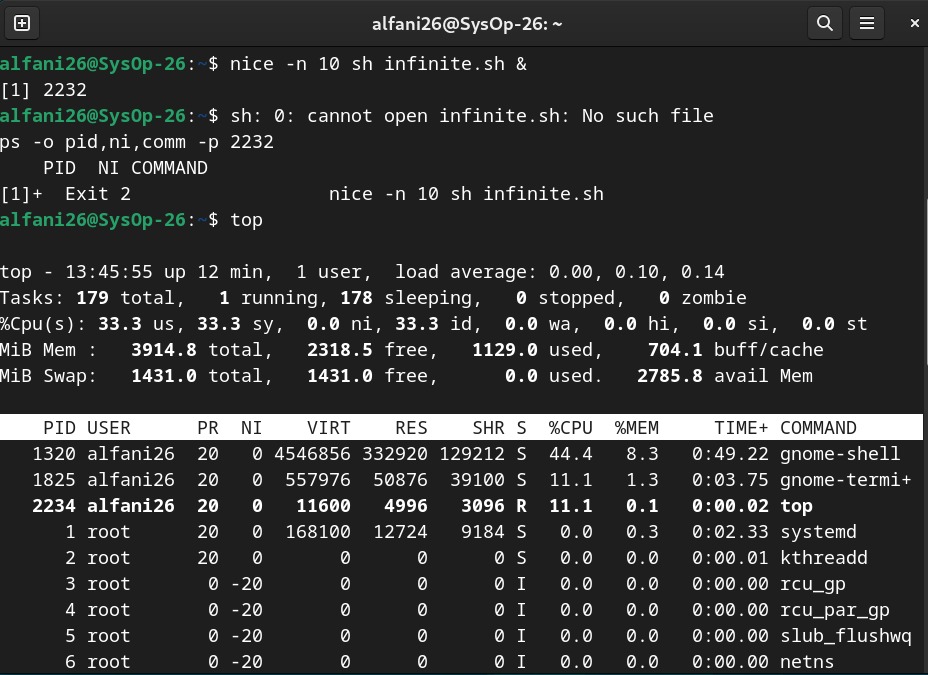 alfani26@SysOp-26: ~
alfani26@SysOp-26:~$ nice -n 10 sh infinite.sh &
[1] 2232
alfani26@SysOp-26:~$ sh: 0: cannot open infinite.sh: No such file
ps -o pid,ni,comm -p 2232
    PID  NI COMMAND
[1]+  Exit 2                  nice -n 10 sh infinite.sh
alfani26@SysOp-26:~$ top
top - 13:45:55 up 12 min,  1 user,  load average: 0.00, 0.10, 0.14
Tasks: 179 total,   1 running, 178 sleeping,   0 stopped,   0 zombie
%Cpu(s): 33.3 us, 33.3 sy,  0.0 ni, 33.3 id,  0.0 wa,  0.0 hi,  0.0 si,  0.0 st
MiB Mem :   3914.8 total,   2318.5 free,   1129.0 used,    704.1 buff/cache
MiB Swap:   1431.0 total,   1431.0 free,      0.0 used.   2785.8 avail Mem
    PID USER      PR  NI    VIRT    RES    SHR S  %CPU  %MEM     TIME+ COMMAND
   1320 alfani26  20   0 4546856 332920 129212 S  44.4   8.3   0:49.22 gnome-shell
   1825 alfani26  20   0  557976  50876  39100 S  11.1   1.3   0:03.75 gnome-termi+
   2234 alfani26  20   0   11600   4996   3096 R  11.1   0.1   0:00.02 top
      1 root      20   0  168100  12724   9184 S   0.0   0.3   0:02.33 systemd
      2 root      20   0       0      0      0 S   0.0   0.0   0:00.01 kthreadd
      3 root       0 -20       0      0      0 I   0.0   0.0   0:00.00 rcu_gp
      4 root       0 -20       0      0      0 I   0.0   0.0   0:00.00 rcu_par_gp
      5 root       0 -20       0      0      0 I   0.0   0.0   0:00.00 slub_flushwq
      6 root       0 -20       0      0      0 I   0.0   0.0   0:00.00 netns